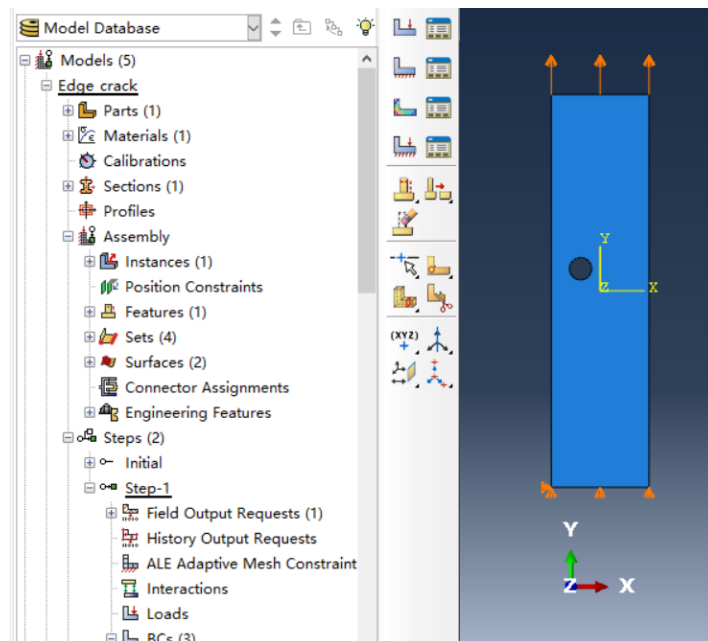 Model Database
Models (5)
Edge crack
Parts (1)
Materials (1)
Calibrations
Sections (1)
Profiles
Assembly
Instances (1)
Position Constraints
Features (1)
Sets (4)
Surfaces (2)
Connector Assignments
Engineering Features
Steps (2)
Initial
Step-1
Field Output Requests (1)
History Output Requests
ALE Adaptive Mesh Constraint
Interactions
Loads
BCs (3)
(XYZ)
Y
Z
X
Y
Z
X